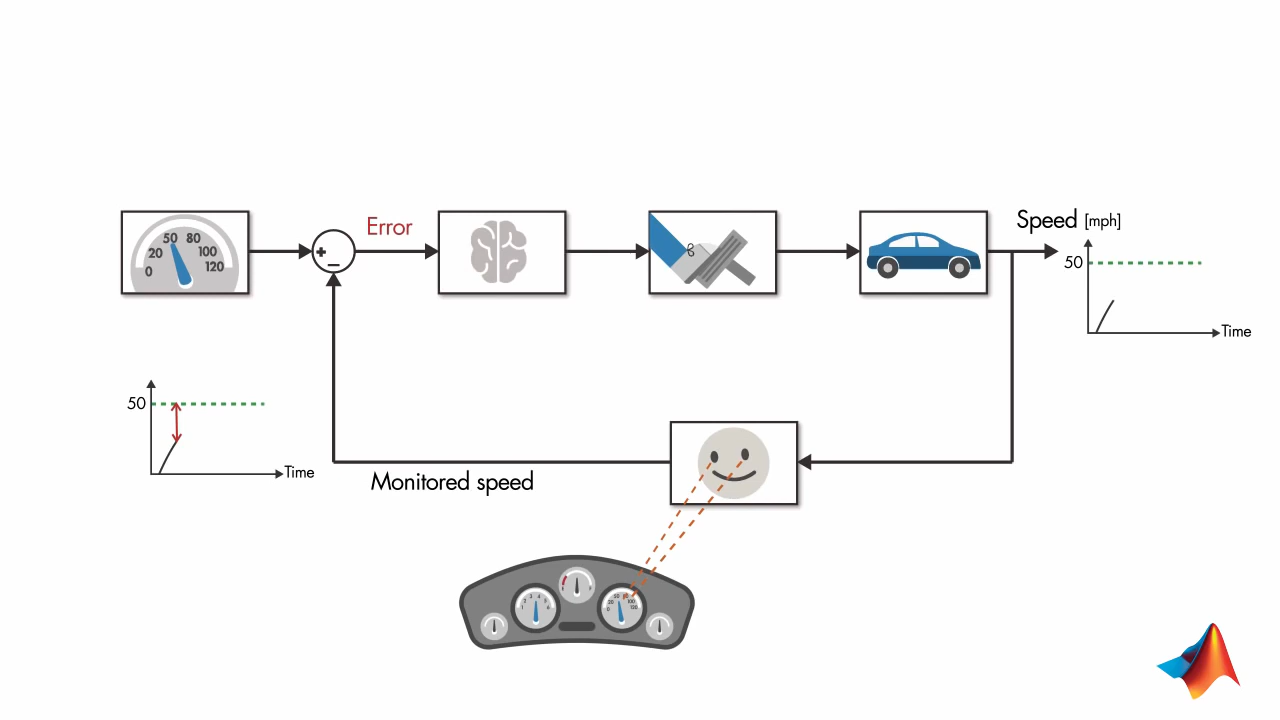 Error
Speed [mph]
50 80
20 100
0 120
+
−
50
Time
50
Time
Monitored speed